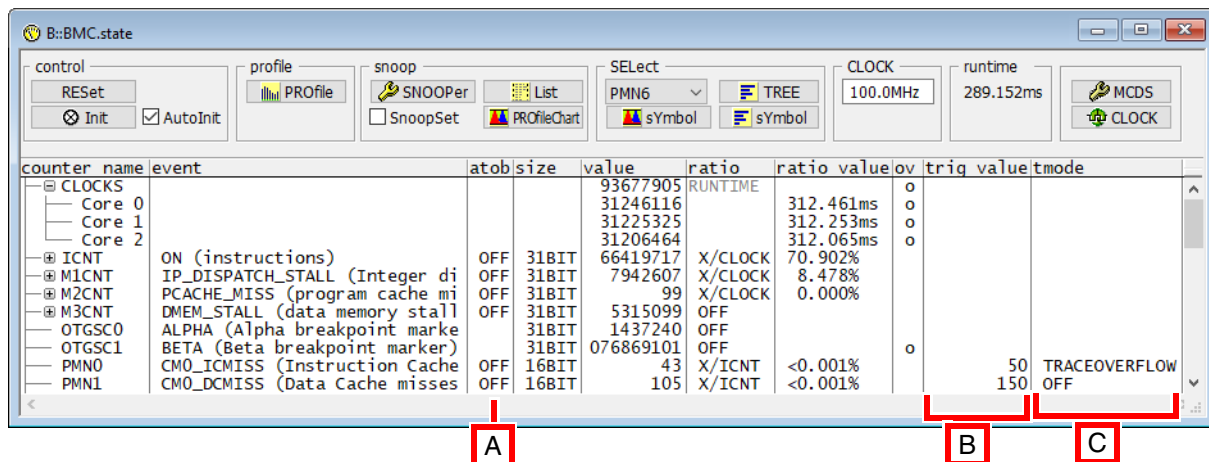 B::BMC.state
control profile snoop SELect CLOCK runtime
RESet PROfile SNOOPer List PMN6 TREE 100.0MHz 289.152ms MCDS
Init AutoInit SnoopSet PROfileChart sYmbol sYmbol CLOCK
counter name event atob size value ratio ratio value ov trig value tmode
CLOCKS 93677905 RUNTIME o
Core 0 31246116 312.461ms o
Core 1 31225325 312.253ms o
Core 2 31206464 312.065ms o
ICNT ON (instructions) OFF 31BIT 66419717 X/CLOCK 70.902%
M1CNT IP_DISPATCH_STALL (Integer di OFF 31BIT 7942607 X/CLOCK 8.478%
M2CNT PCACHE_MISS (program cache mi OFF 31BIT 99 X/CLOCK 0.000%
M3CNT DMEM_STALL (data memory stall OFF 31BIT 5315099 OFF
OTGSC0 ALPHA (Alpha breakpoint marke 31BIT 1437240 OFF
OTGSC1 BETA (Beta breakpoint marker) 31BIT 076869101 OFF o
PMN0 CM0_ICMISS (Instruction Cache OFF 16BIT 43 X/ICNT <0.001% 50 TRACEOVERFLOW
PMN1 CM0_DCMISS (Data Cache misses OFF 16BIT 105 X/ICNT <0.001% 150 OFF
A B C